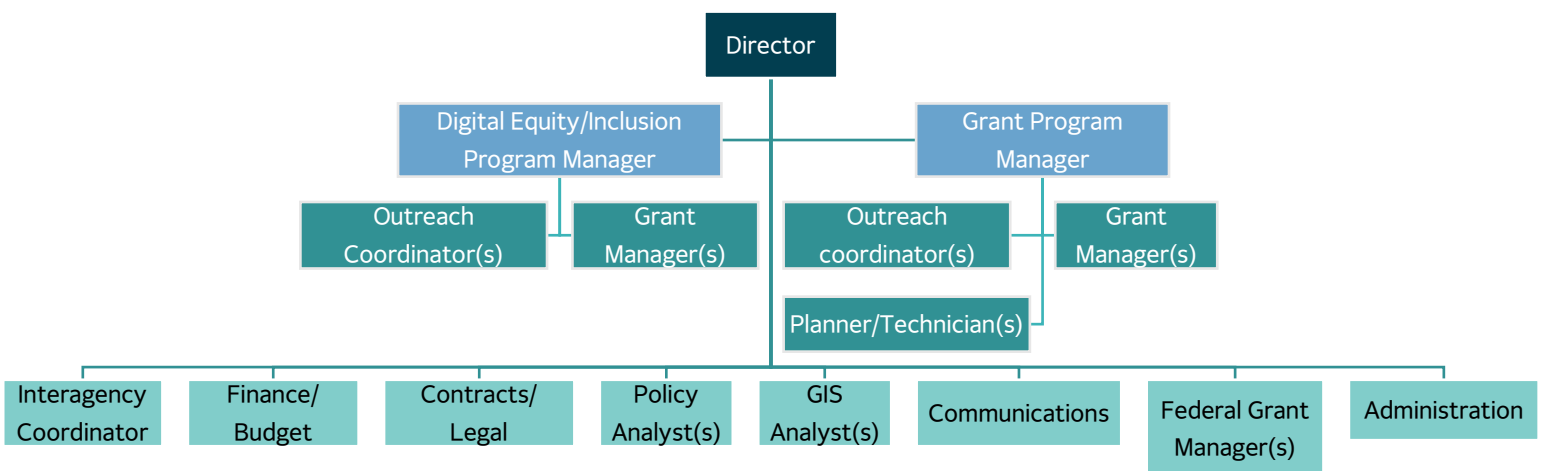 Director
Digital Equity/Inclusion
Program Manager
Grant Program
Manager
Outreach
Coordinator(s)
Grant
Manager(s)
Outreach
coordinator(s)
Grant
Manager(s)
Planner/Technician(s)
Interagency
Coordinator
Finance/
Budget
Contracts/
Legal
Policy
Analyst(s)
GIS
Analyst(s)
Communications
Federal Grant
Manager(s)
Administration